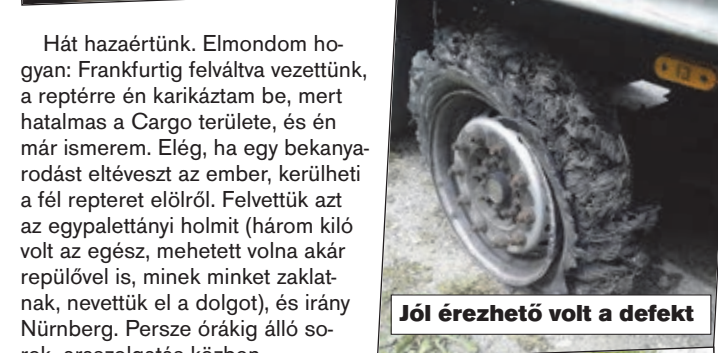 Hát hazaértünk. Elmondom ho-
gyan: Frankfurtig felváltva vezettünk,
a reptérre én karikáztam be, mert
hatalmas a Cargo területe, és én
már ismerem. Elég, ha egy bekanya-
rodást eltéveszt az ember, kerülheti
a fél repteret elölről. Felvettük azt
az egypalettányi holmit (három kiló
volt az egész, mehetett volna akár
repülővel is, minek minket zaklat-
nak, nevettük el a dolgot), és irány
Nürnberg. Persze órákig álló so-
közben
Jól érezhető volt a defekt